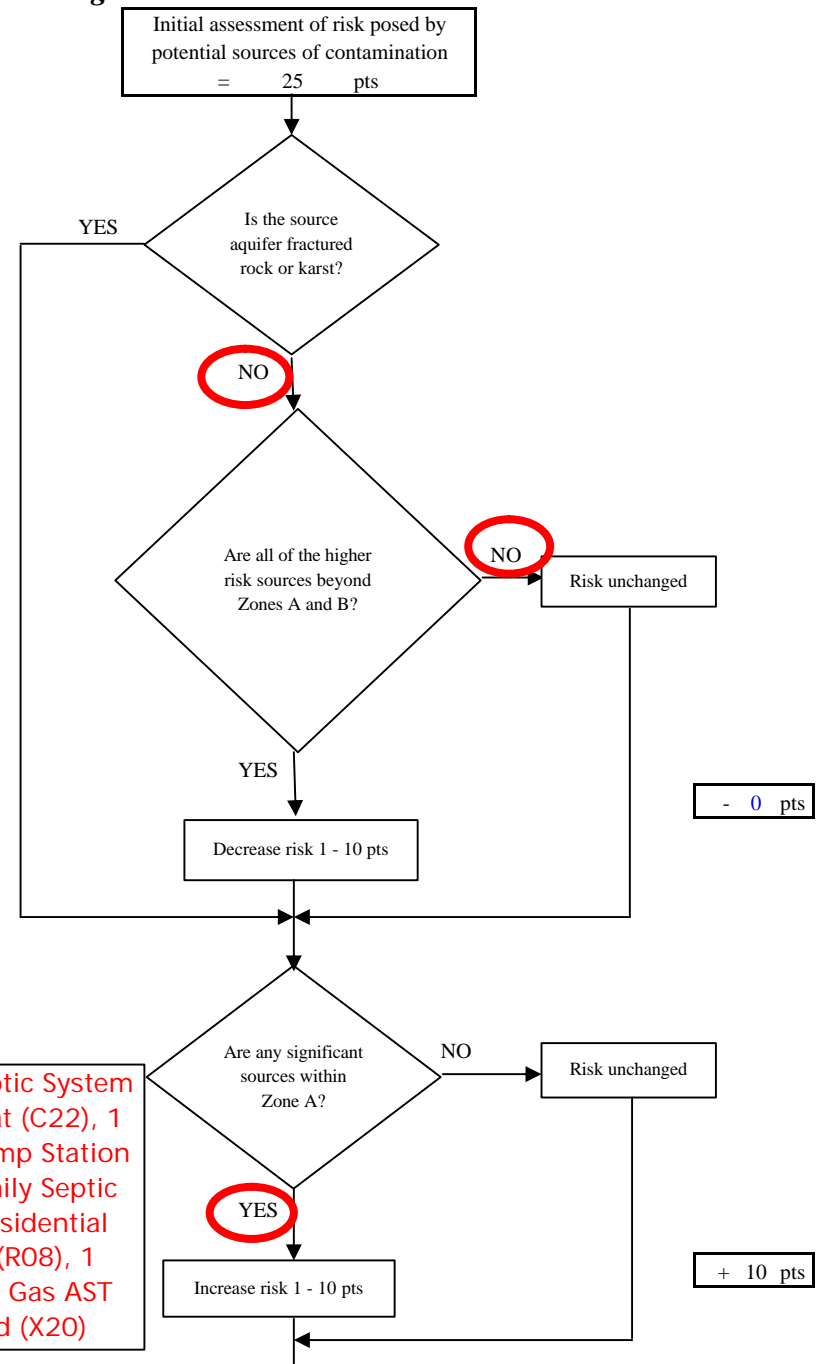 Initial assessment of risk posed by
potential sources of contamination
= 25 pts
YES
Is the source
aquifer fractured
rock or karst?
NO
Are all of the higher
risk sources beyond
Zones A and B?
NO
Risk unchanged
YES
- 0 pts
Decrease risk 1 - 10 pts
Are any significant
sources within
Zone A?
NO
Risk unchanged
tic System
t (C22), 1
mp Station
ily Septic
sidential
(R08), 1
Gas AST
d (X20)
YES
Increase risk 1 - 10 pts
+ 10 pts